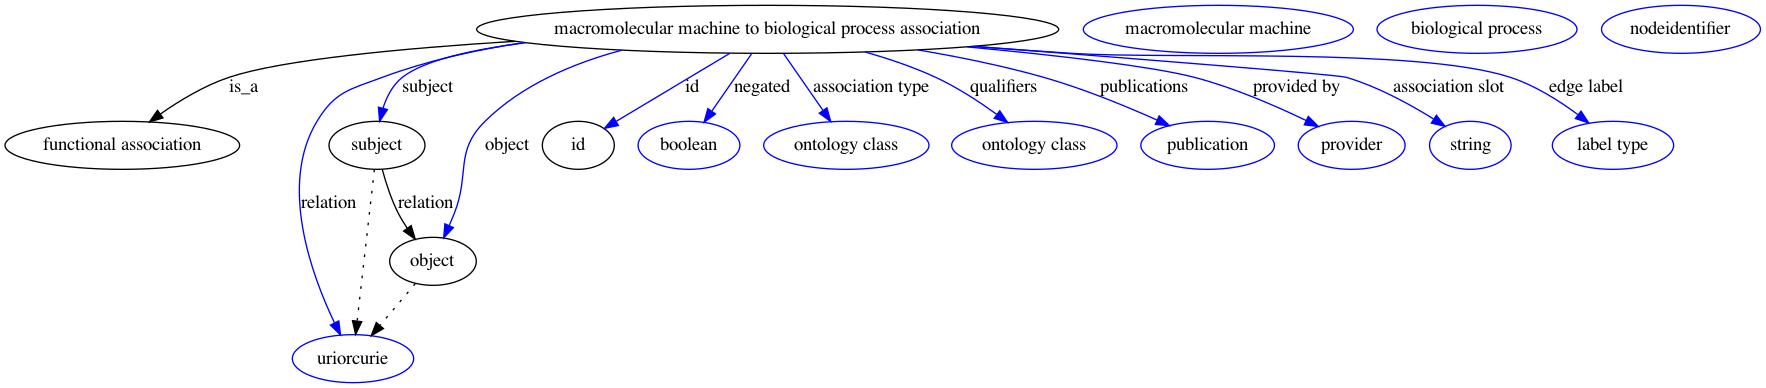 macromolecular machine to biological process association
macromolecular machine
biological process
nodeidentifier
is_a
subject
object
id
negated
association type
qualifiers
publications
provided by
association slot
edge label
functional association
subject
id
boolean
ontology class
ontology class
publication
provider
string
label type
relation
relation
object
uriorcurie